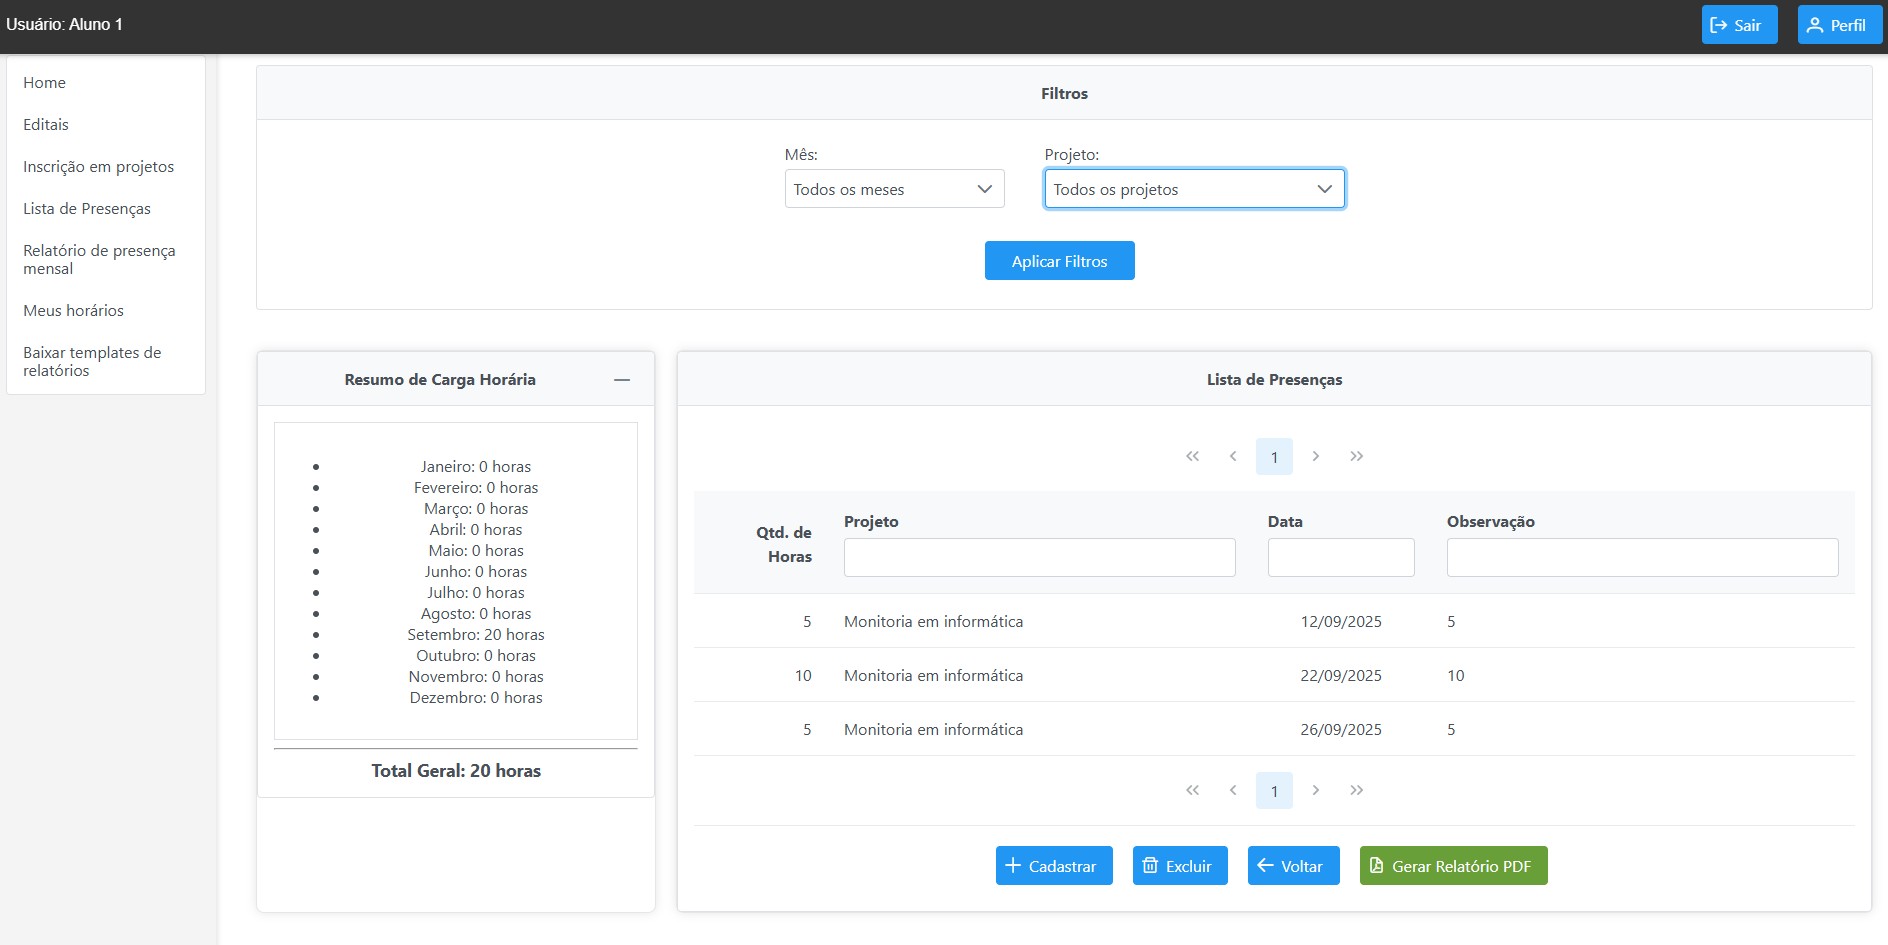 Usuário: Aluno 1
Sair
Perfil
Home
Editais
Inscrição em projetos
Lista de Presenças
Relatório de presença
mensal
Meus horários
Baixar templates de
relatórios
Filtros
Mês:
Projeto:
Todos os meses
Todos os projetos
Aplicar Filtros
Resumo de Carga Horária
Janeiro: 0 horas
Fevereiro: 0 horas
Março: 0 horas
Abril: 0 horas
Maio: 0 horas
Junho: 0 horas
Julho: 0 horas
Agosto: 0 horas
Setembro: 20 horas
Outubro: 0 horas
Novembro: 0 horas
Dezembro: 0 horas
Total Geral: 20 horas
Lista de Presenças
1
Qtd. de
Horas
Projeto
Data
Observação
5 Monitoria em informática 12/09/2025 5
10 Monitoria em informática 22/09/2025 10
5 Monitoria em informática 26/09/2025 5
1
Cadastrar
Excluir
Voltar
Gerar Relatório PDF